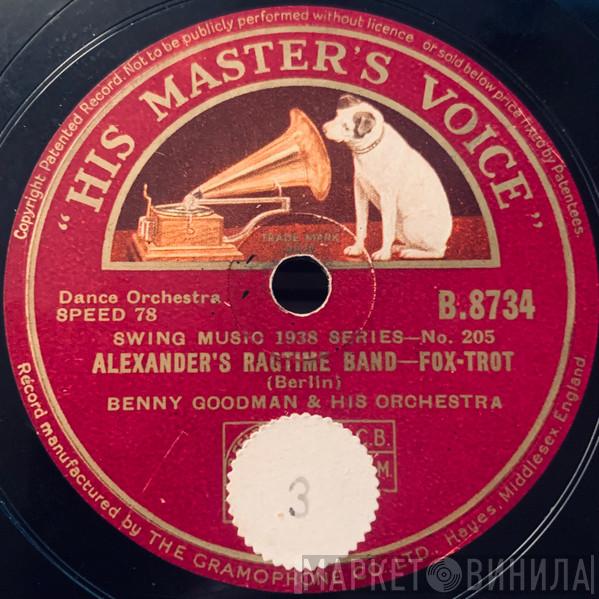 Copyright Patented Record. Not to be publicly performed without licence or sold below price fixed by Patentees.
"HIS MASTER'S VOICE"
TRADE MARK
Dance Orchestra
SPEED 78
B.8734
SWING MUSIC 1938 SERIES—No. 205
ALEXANDER'S RAGTIME BAND—FOX-TROT
(Berlin)
BENNY GOODMAN & HIS ORCHESTRA
C.B.
M.
3
Record manufactured by THE GRAMOPHONE CO., LTD., Hayes, Middlesex, England.
МАРКЕТ ВИНИЛА